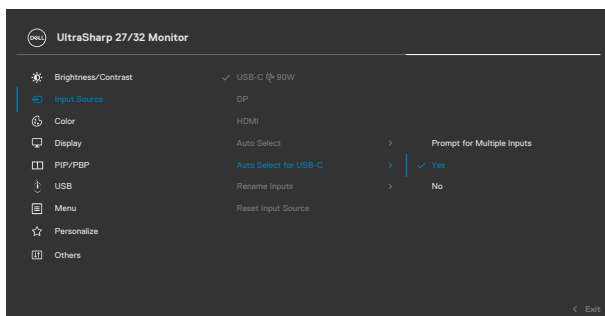 DELL UltraSharp 27/32 Monitor
Brightness/Contrast USB-C 90W
Input Source DP
Color HDMI
Display Auto Select > Prompt for Multiple Inputs
PIP/PBP Auto Select for USB-C > Yes
USB Rename Inputs > No
Menu Reset Input Source
Personalize
Others
< Exit